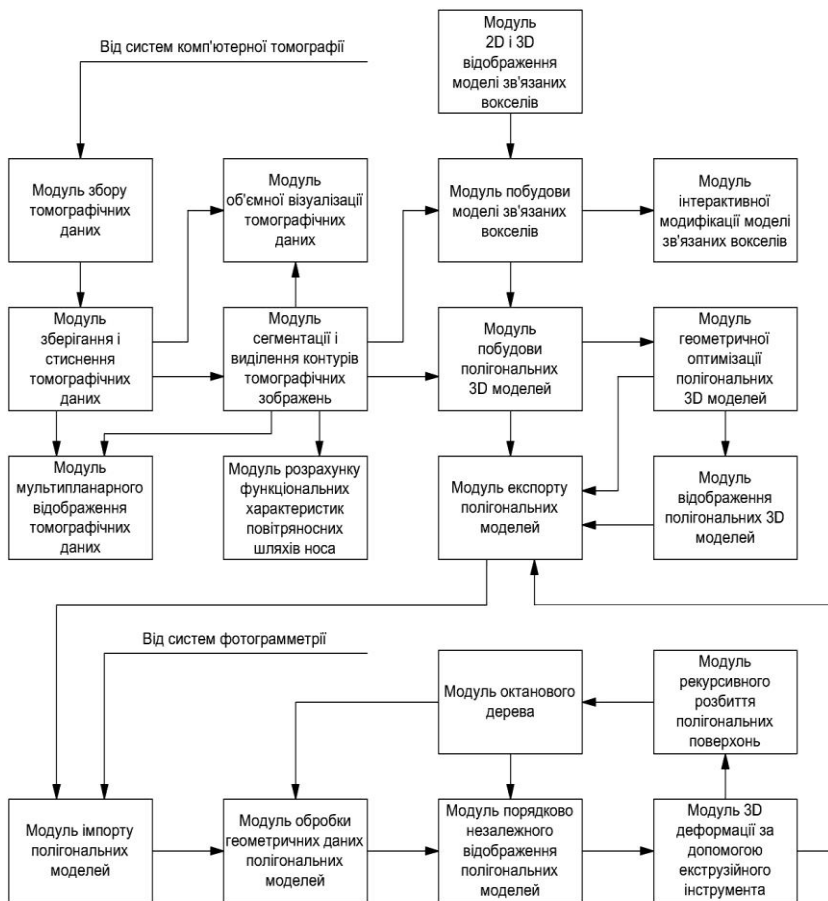 Від систем комп'ютерної томографії
Модуль
2D і 3D
відображення
моделі зв'язаних
вокселів
Модуль збору
томографічних
даних
Модуль
об'ємної візуалізації
томографічних
даних
Модуль побудови
моделі зв'язаних
вокселів
Модуль
інтерактивної
модифікації моделі
зв'язаних вокселів
Модуль
зберігання і
стиснення
томографічних
даних
Модуль
сегментації і
виділення контурів
томографічних
зображень
Модуль
побудови
полігональних
3D моделей
Модуль
геометричної
оптимізації
полігональних
3D моделей
Модуль
мультипланарного
відображення
томографічних
даних
Модуль розрахунку
функціональних
характеристик
повітряносних
шляхів носа
Модуль експорту
полігональних
моделей
Модуль
відображення
полігональних 3D
моделей
Від систем фотограмметрії
Модуль октанового
дерева
Модуль
рекурсивного
розбиття
полігональних
поверхонь
Модуль імпорту
полігональних
моделей
Модуль обробки
геометричних даних
полігональних
моделей
Модуль порядково
незалежного
відображення
полігональних
моделей
Модуль 3D
деформації за
допомогою
екструзійного
інструмента